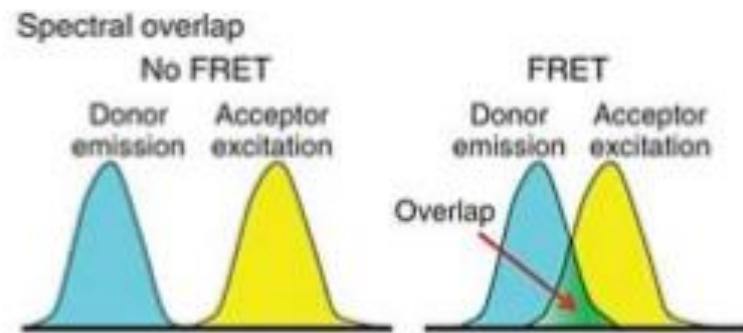 Spectral overlap
No FRET
Donor emission
Acceptor excitation
FRET
Donor emission
Acceptor excitation
Overlap